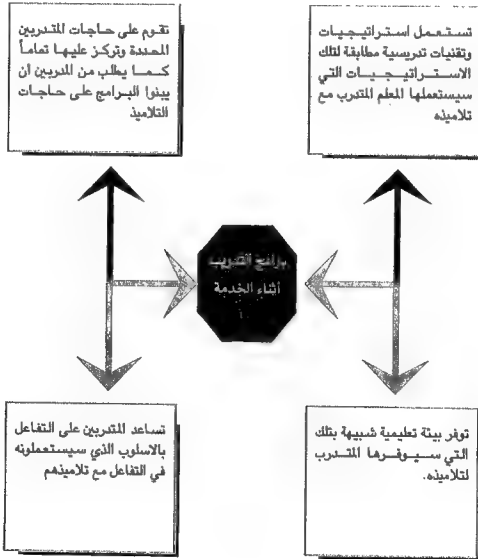 تستعمل استراتيجيات
وتقنيات تدريسية مطابقة لتلك
الاستراتيجيات التي
سيستعملها المعلم المتدرب مع
تلاميذه
تقوم على حاجات المتدربين
المحددة وتركز عليها تماماً
كما يطلب من المدربين ان
يبنوا البرامج على حاجات
التلاميذ
برامج التدريب
أثناء الخدمة
توفر بيئة تعليمية شبيهة بتلك
التي سيوفرها المتدرب
لتلاميذه.
تساعد المتدربين على التفاعل
بالاسلوب الذي سيستعملونه
في التفاعل مع تلاميذهم